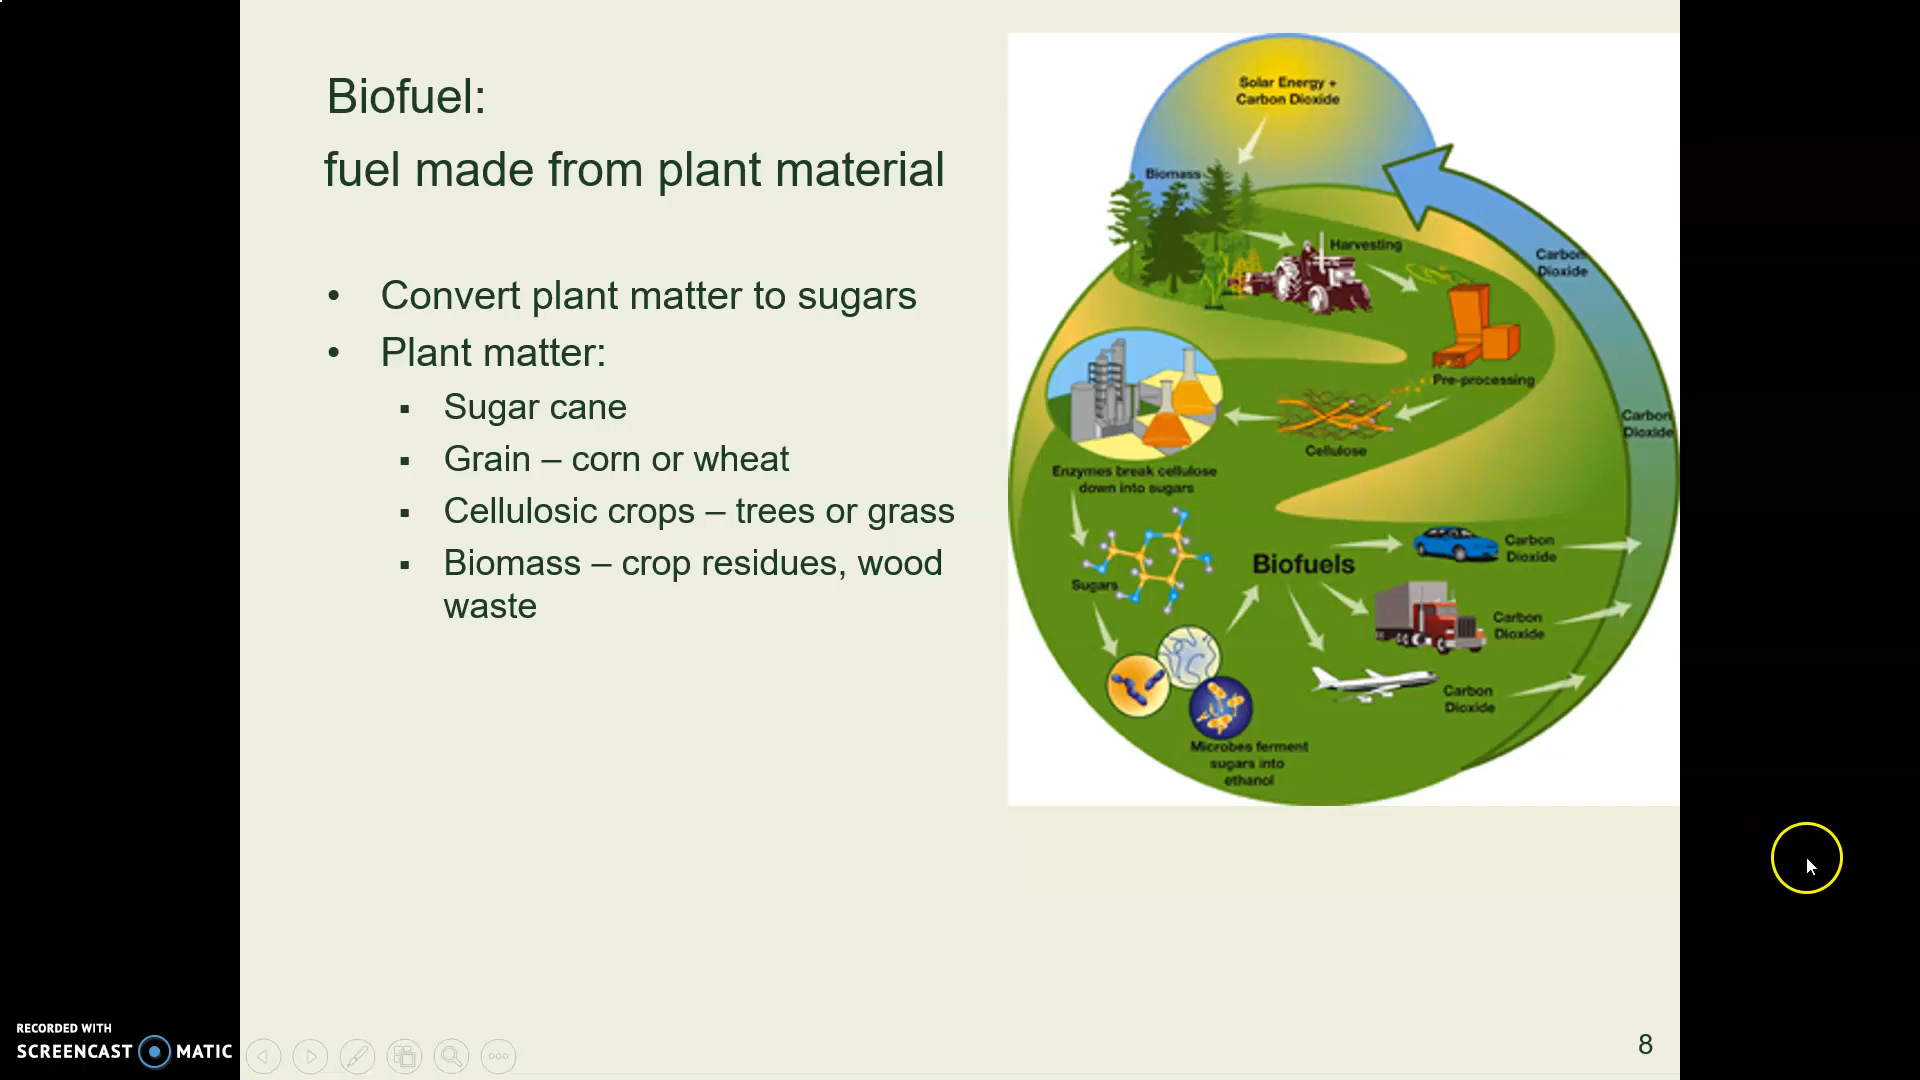 Biofuel:
fuel made from plant material
• Convert plant matter to sugars
• Plant matter:
▪ Sugar cane
▪ Grain – corn or wheat
▪ Cellulosic crops – trees or grass
▪ Biomass – crop residues, wood
waste
Solar Energy +
Carbon Dioxide
Biomass
Harvesting
Carbon
Dioxide
Pre-processing
Carbon
Dioxide
Cellulose
Enzymes break cellulose
down into sugars
Sugars
Biofuels
Carbon
Dioxide
Carbon
Dioxide
Carbon
Dioxide
Microbes ferment
sugars into
ethanol
RECORDED WITH
SCREENCAST MATIC
8